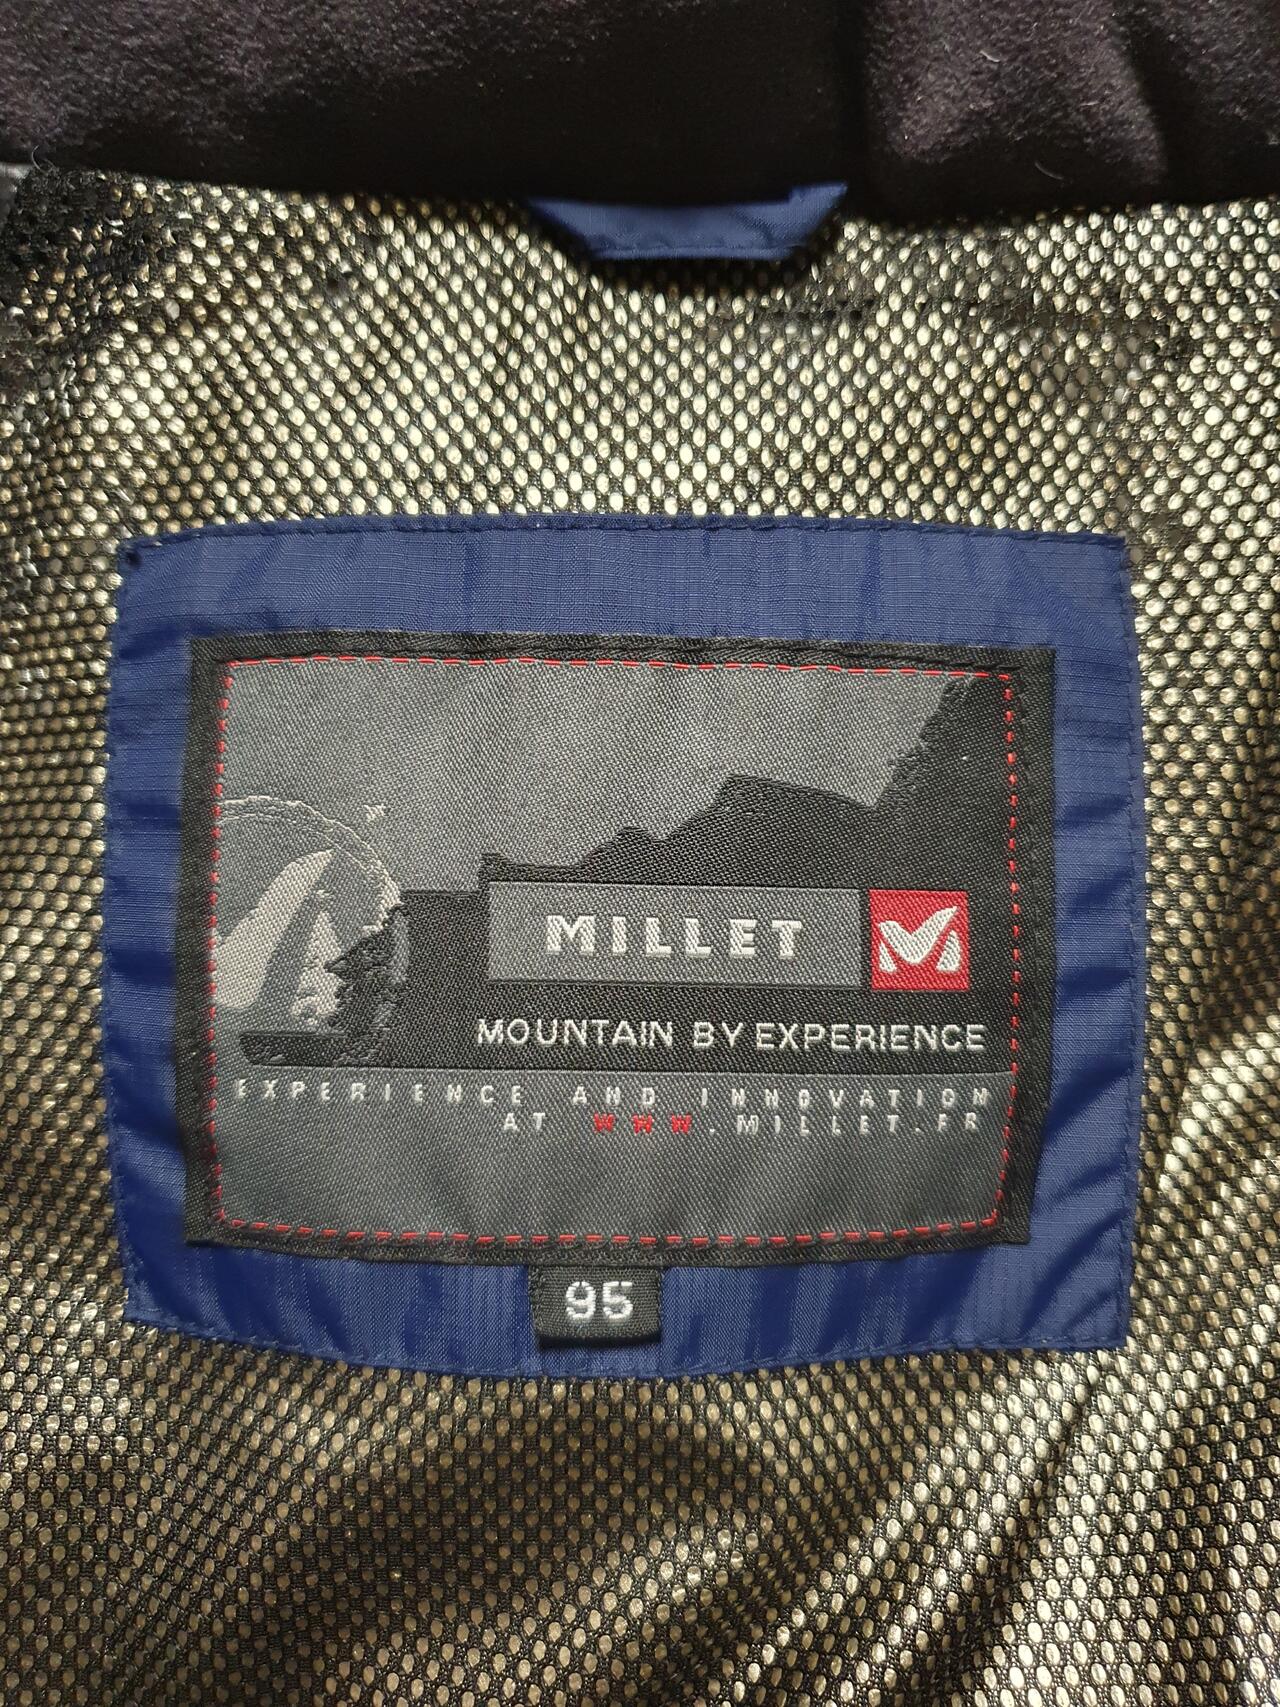 MILLET
MOUNTAIN BY EXPERIENCE
EXPERIENCE AND INNOVATION
AT WWW.MILLET.FR
95